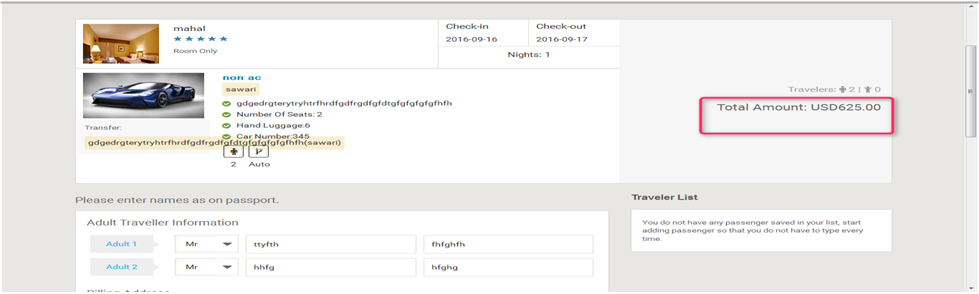 mahal
Room Only
Check-in
Check-out
2016-09-16
2016-09-17
Nights: 1
non ac
sawari
gdgedrgterytryhtrfhrdfgdfrgdfgfdtgfgfgfgfgfhfh
Number Of Seats: 2
Hand Luggage:6
Car Number:345
Transfer:
gdgedrgterytryhtrfhrdfgdfrgdfgfdtgfgfgfgfgfhfh(sawari)
2
Auto
Travelers: 2 | 0
Total Amount: USD625.00
Please enter names as on passport.
Adult Traveller Information
Adult 1
Mr
ttyfth
fhfghfh
Adult 2
Mr
hhfg
hfghg
Billing Address
Traveler List
You do not have any passenger saved in your list, start
adding passenger so that you do not have to type every
time.